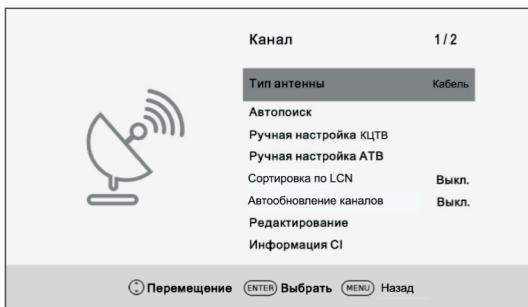 Канал 1/2
Тип антенны Кабель
Автопоиск
Ручная настройка КЦТВ
Ручная настройка АТВ
Сортировка по LCN Выкл.
Автообновление каналов Выкл.
Редактирование
Информация CI
Перемещение ENTER Выбрать MENU Назад